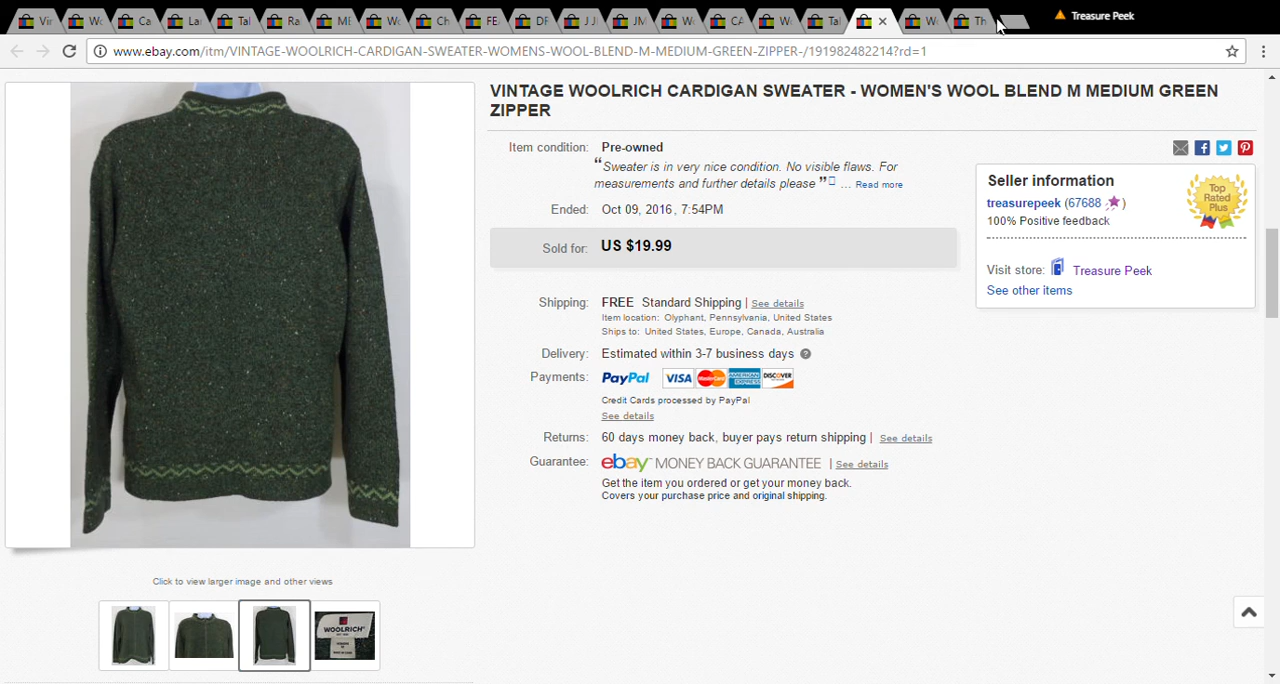 Vir Wo Ca La Tal Ra ME Wo Ch FE DF J J JM Wo CA W Tal × Wo Th
Treasure Peek
www.ebay.com/itm/VINTAGE-WOOLRICH-CARDIGAN-SWEATER-WOMENS-WOOL-BLEND-M-MEDIUM-GREEN-ZIPPER-/191982482214?rd=1
VINTAGE WOOLRICH CARDIGAN SWEATER - WOMEN'S WOOL BLEND M MEDIUM GREEN
ZIPPER
Item condition: Pre-owned
“Sweater is in very nice condition. No visible flaws. For
measurements and further details please ” ... Read more
Ended: Oct 09, 2016 , 7:54PM
Sold for: US $19.99
Shipping: FREE Standard Shipping | See details
Item location: Olyphant, Pennsylvania, United States
Ships to: United States, Europe, Canada, Australia
Delivery: Estimated within 3-7 business days
Payments: PayPal VISA MasterCard AMERICAN EXPRESS DISCOVER
Credit Cards processed by PayPal
See details
Returns: 60 days money back, buyer pays return shipping | See details
Guarantee: ebay MONEY BACK GUARANTEE | See details
Get the item you ordered or get your money back.
Covers your purchase price and original shipping.
Seller information
treasurepeek (67688 )
100% Positive feedback
Top
Rated
Plus
Visit store: Treasure Peek
See other items
Click to view larger image and other views
WOOLRICH